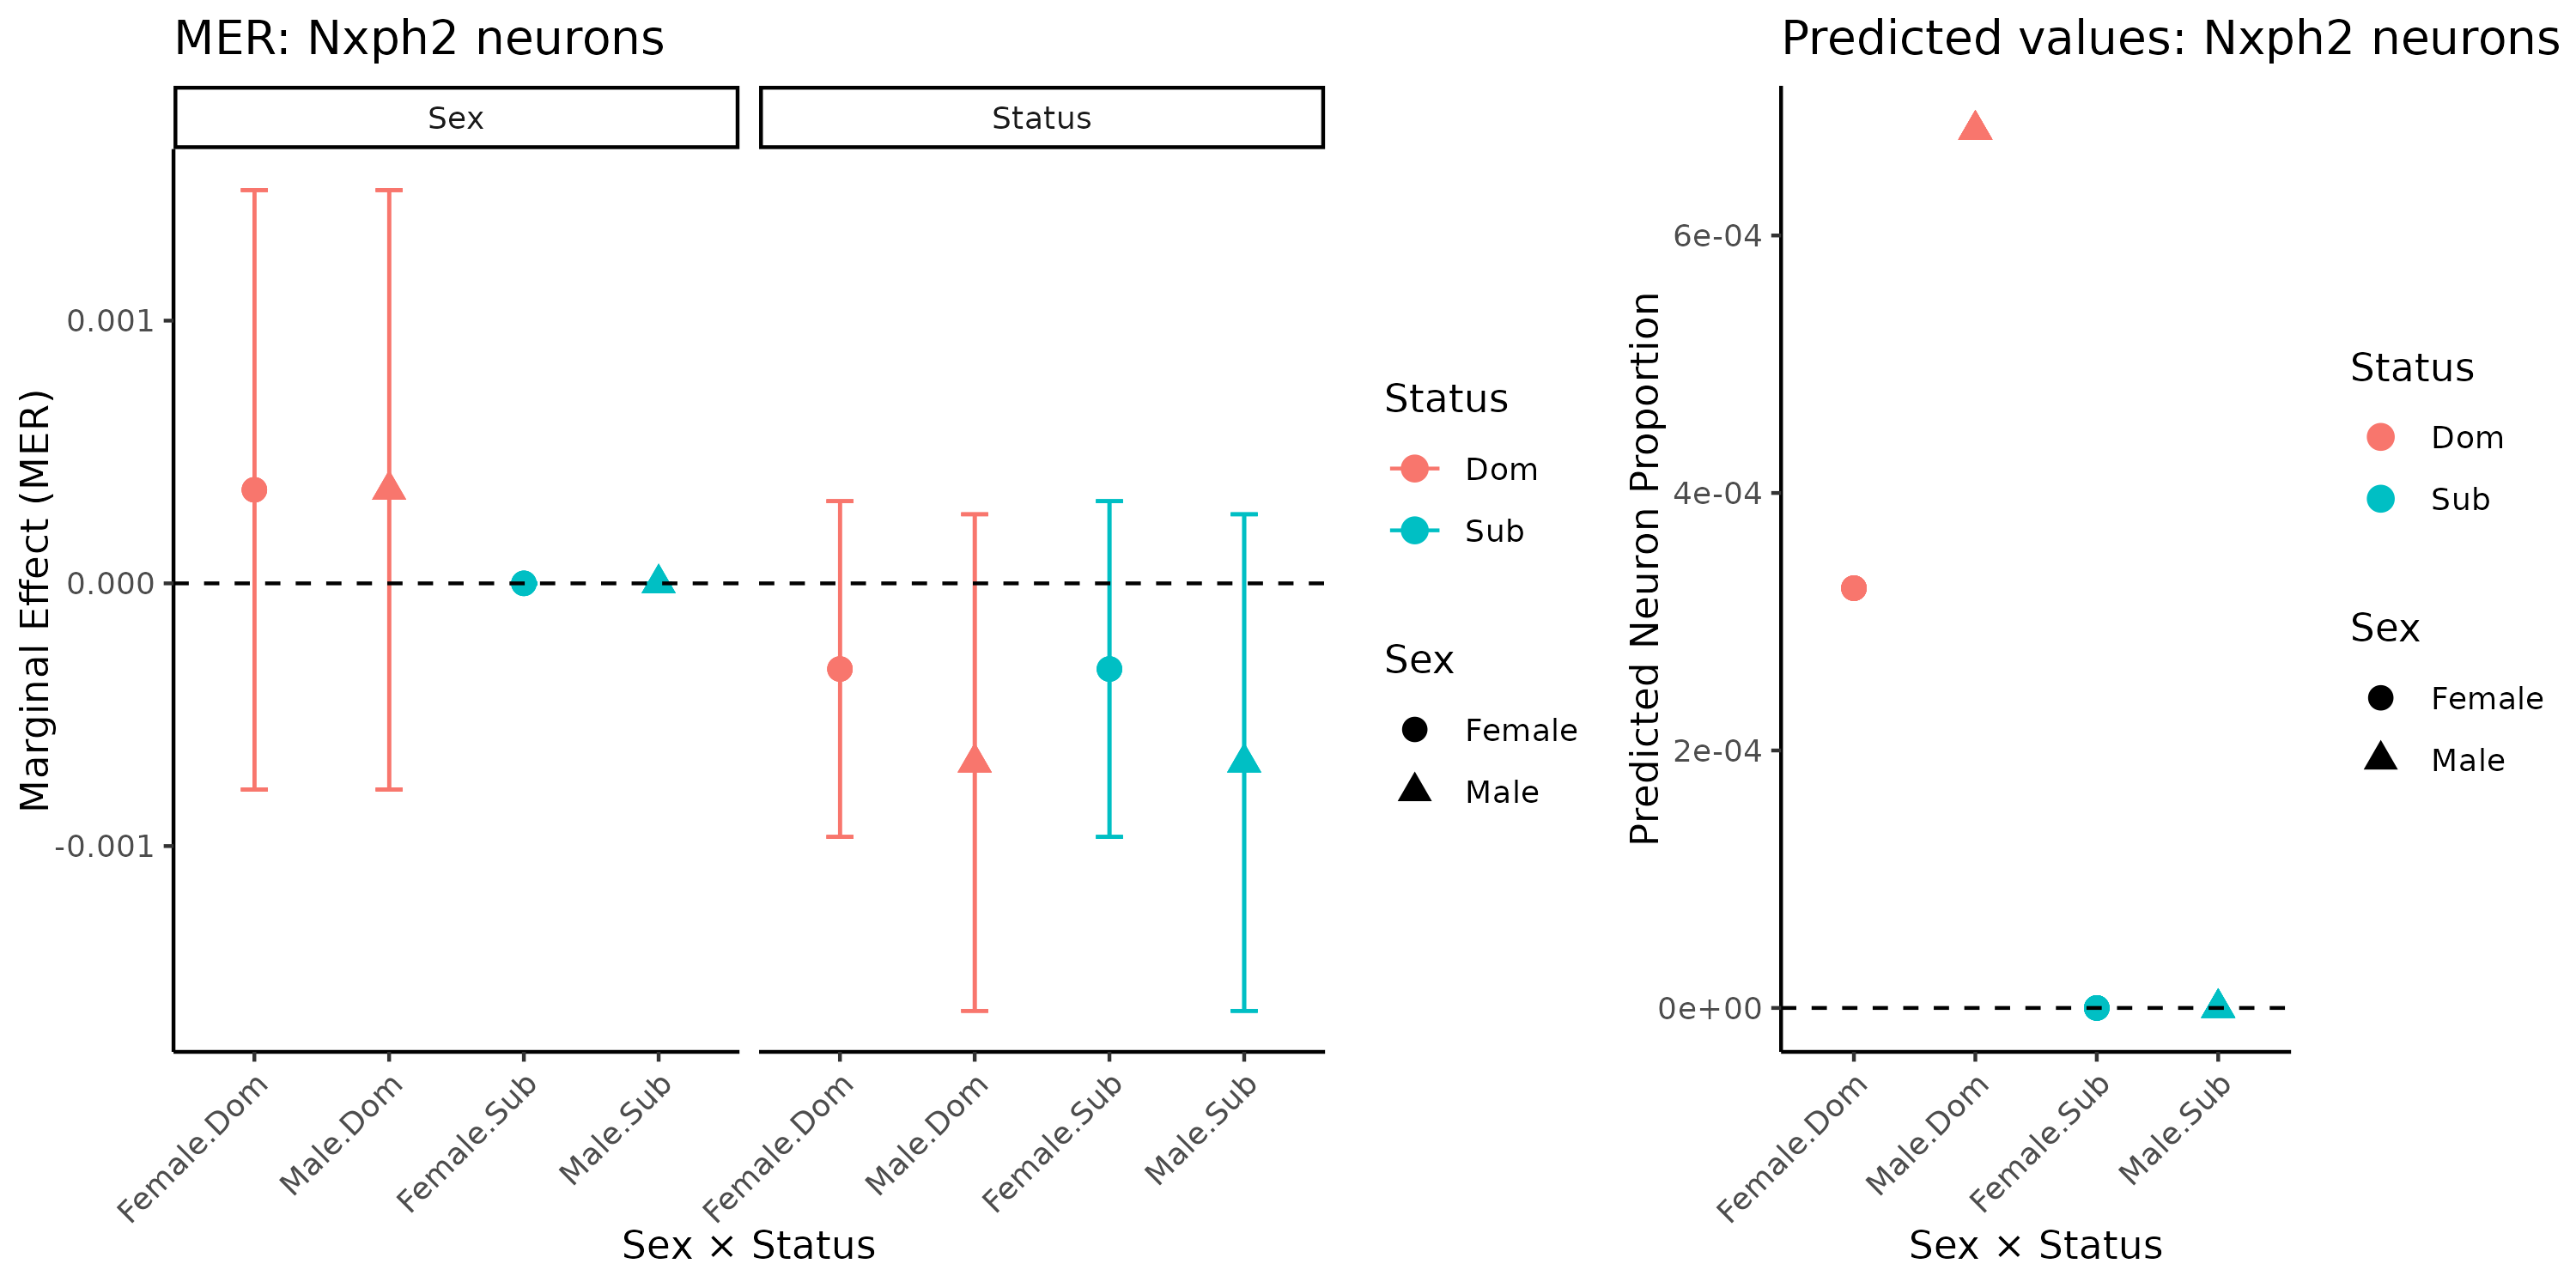 MER: Nxph2 neurons
Sex
Status
Marginal Effect (MER)
0.001
0.000
-0.001
Female.Dom
Male.Dom
Female.Sub
Male.Sub
Female.Dom
Male.Dom
Female.Sub
Male.Sub
Sex × Status
Status
Dom
Sub
Sex
Female
Male
Predicted values: Nxph2 neurons
Predicted Neuron Proportion
6e-04
4e-04
2e-04
0e+00
Female.Dom
Male.Dom
Female.Sub
Male.Sub
Sex × Status
Status
Dom
Sub
Sex
Female
Male